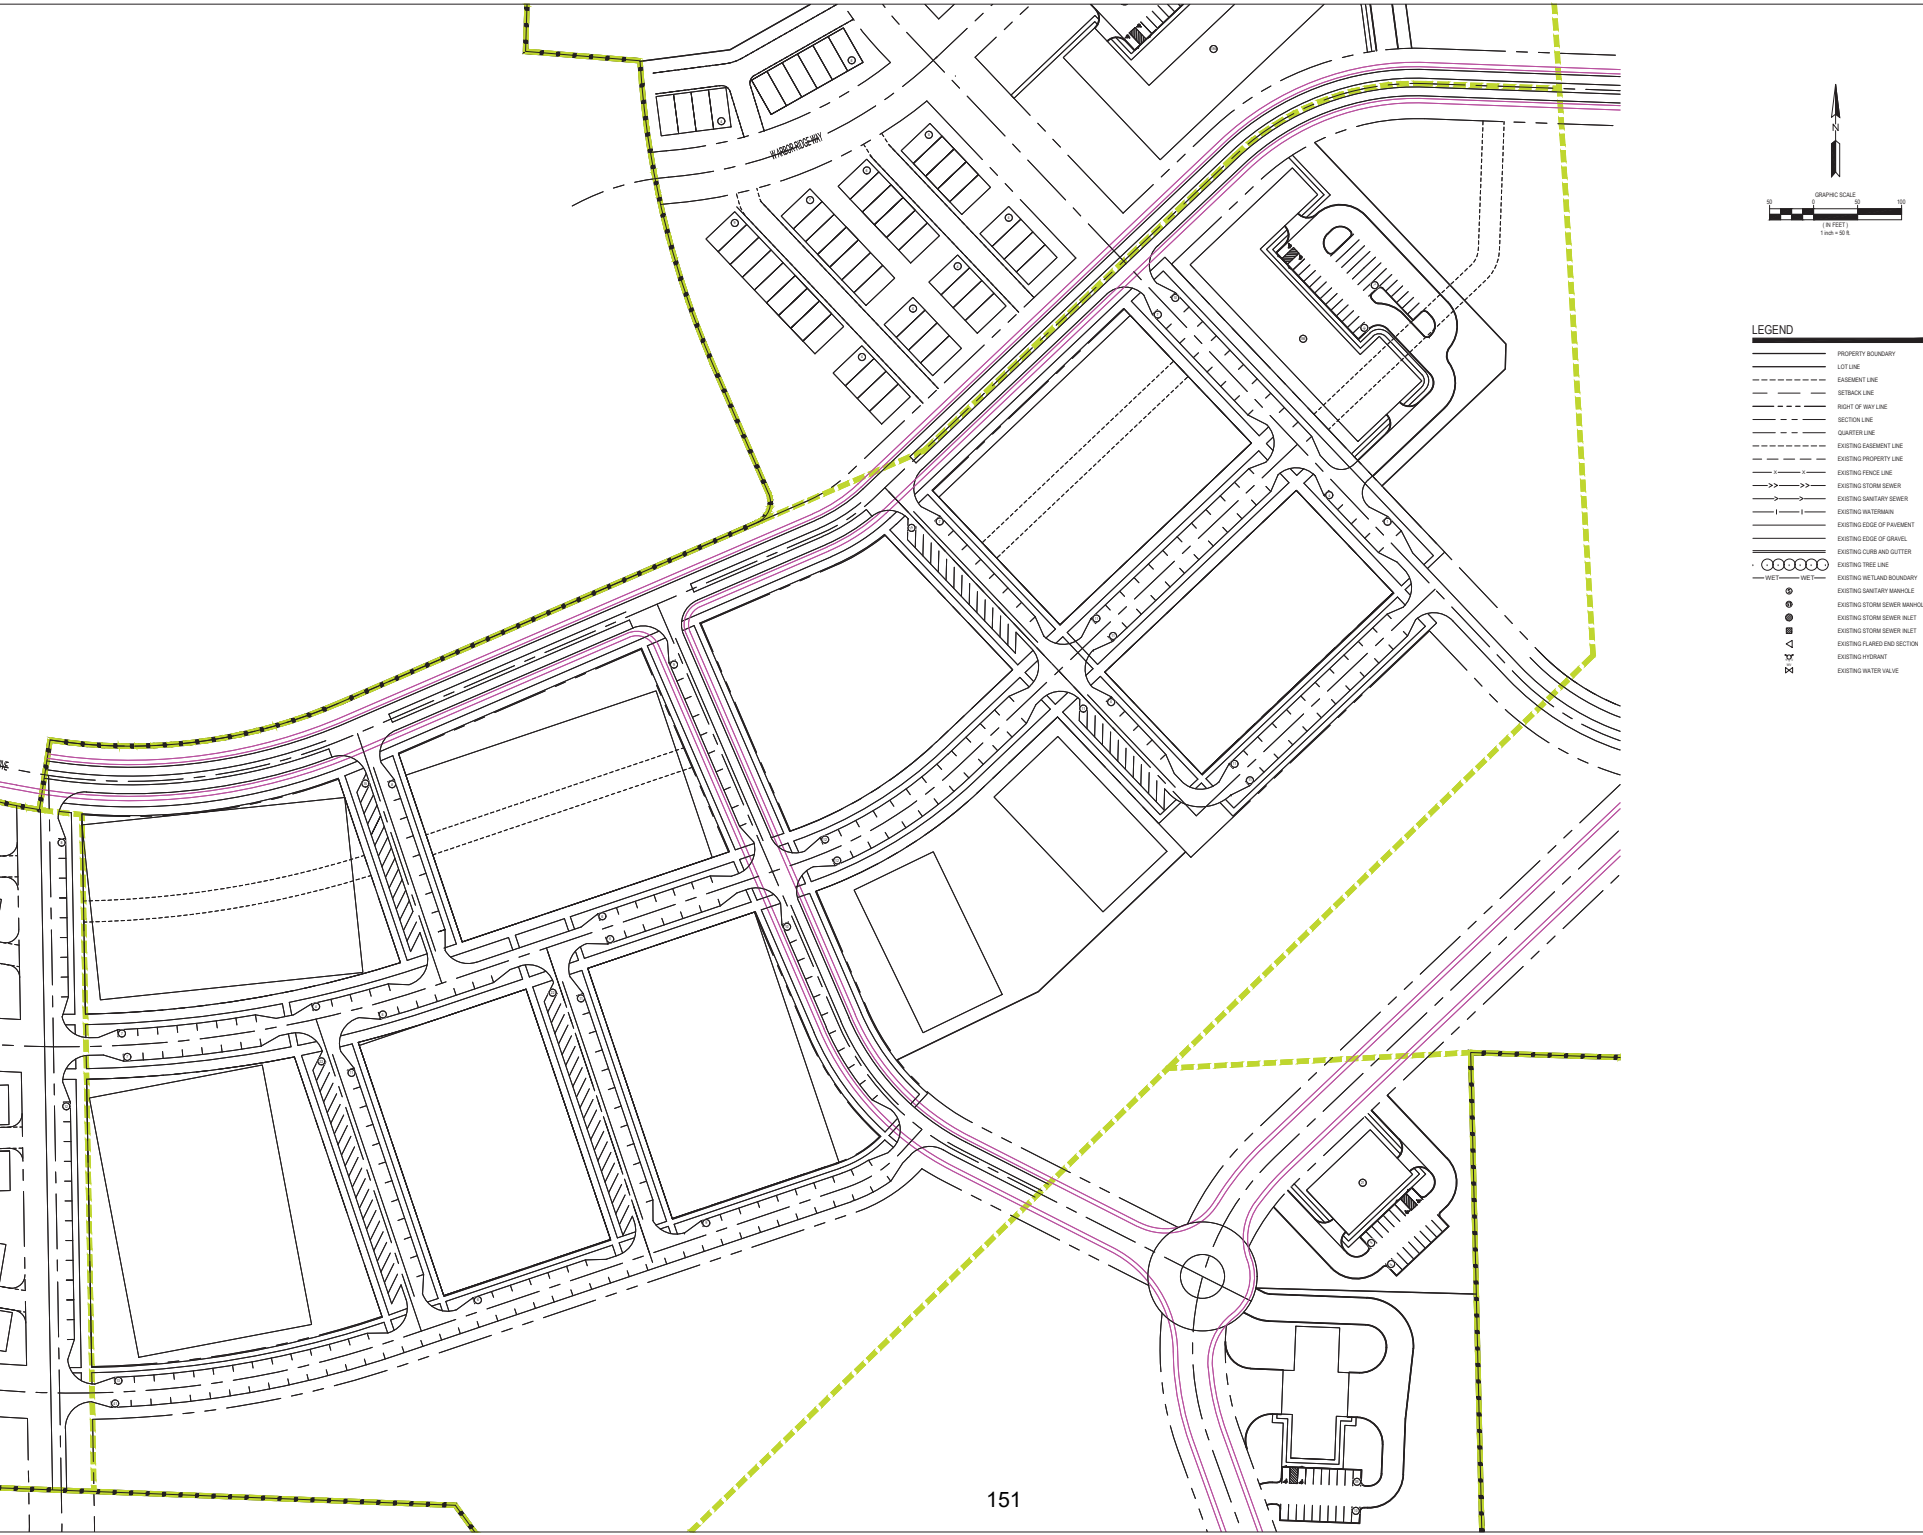 W ARBOR RIDGE WAY
N
GRAPHIC SCALE
50 0 50 100
( IN FEET )
1 inch = 50 ft.
LEGEND
PROPERTY BOUNDARY
LOT LINE
EASEMENT LINE
SETBACK LINE
RIGHT OF WAY LINE
SECTION LINE
QUARTER LINE
EXISTING EASEMENT LINE
EXISTING PROPERTY LINE
EXISTING FENCE LINE
EXISTING STORM SEWER
EXISTING SANITARY SEWER
EXISTING WATERMAIN
EXISTING EDGE OF PAVEMENT
EXISTING EDGE OF GRAVEL
EXISTING CURB AND GUTTER
EXISTING TREE LINE
WET WET EXISTING WETLAND BOUNDARY
EXISTING SANITARY MANHOLE
EXISTING STORM SEWER MANHOL
EXISTING STORM SEWER INLET
EXISTING STORM SEWER INLET
EXISTING FLARED END SECTION
EXISTING HYDRANT
EXISTING WATER VALVE
151